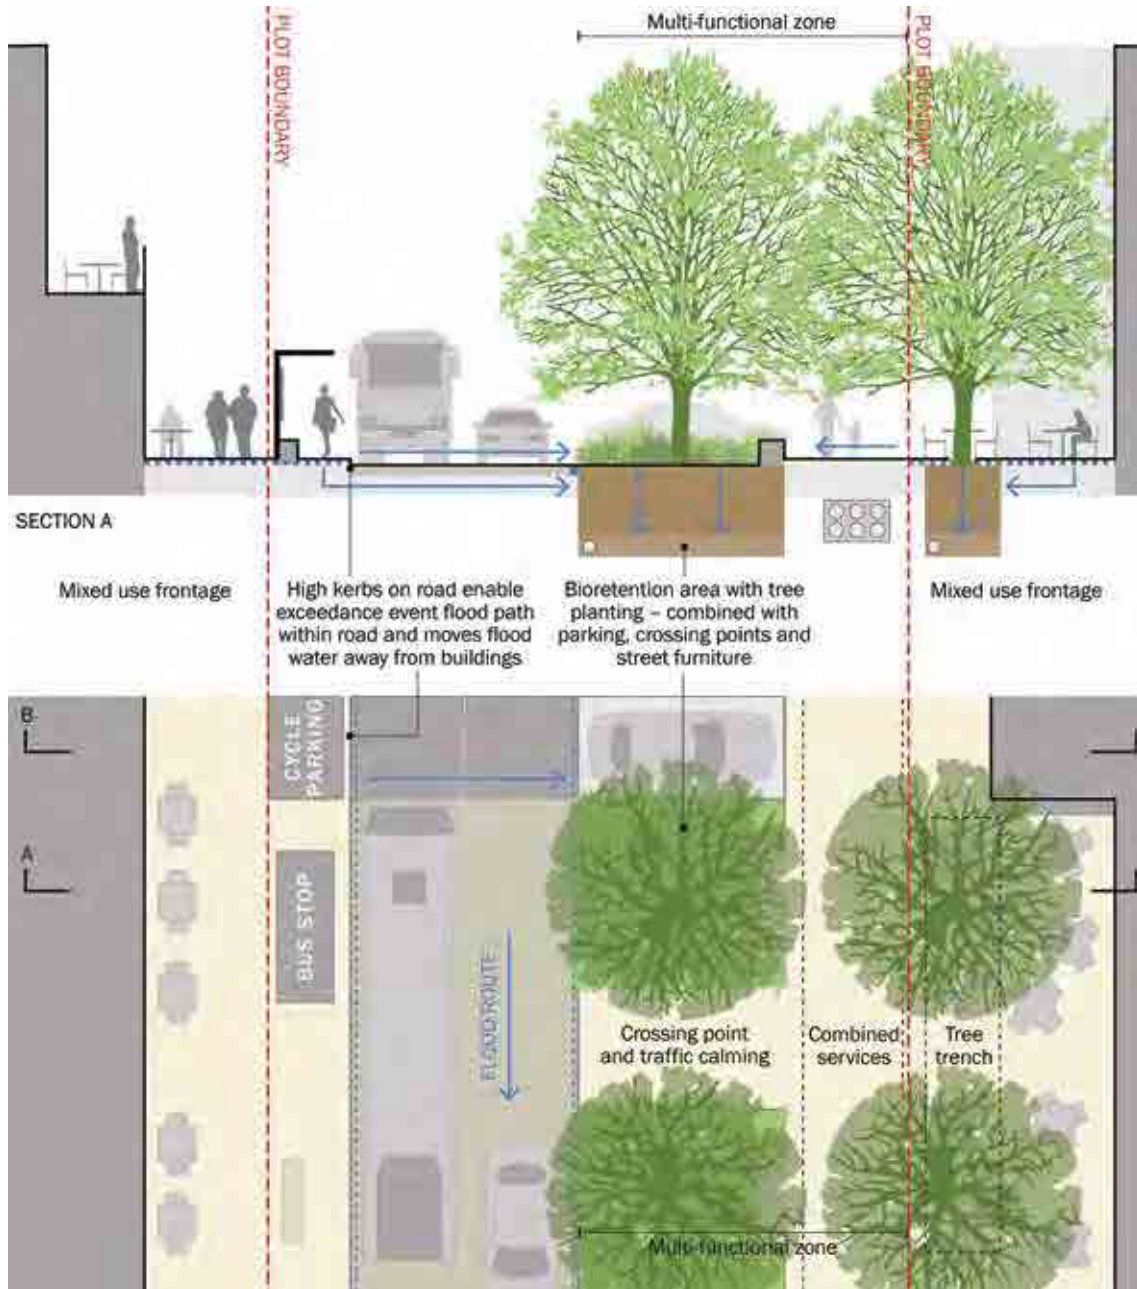 Multi-functional zone
PLOT BOUNDARY
PLOT BOUNDARY
SECTION A
Mixed use frontage
High kerbs on road enable
exceedance event flood path
within road and moves flood
water away from buildings
Bioretention area with tree
planting – combined with
parking, crossing points and
street furniture
Mixed use frontage
B
CYCLE
PARKING
A
BUS STOP
FLOOD ROUTE
Crossing point
and traffic calming
Combined
services
Tree
trench
Multi-functional zone